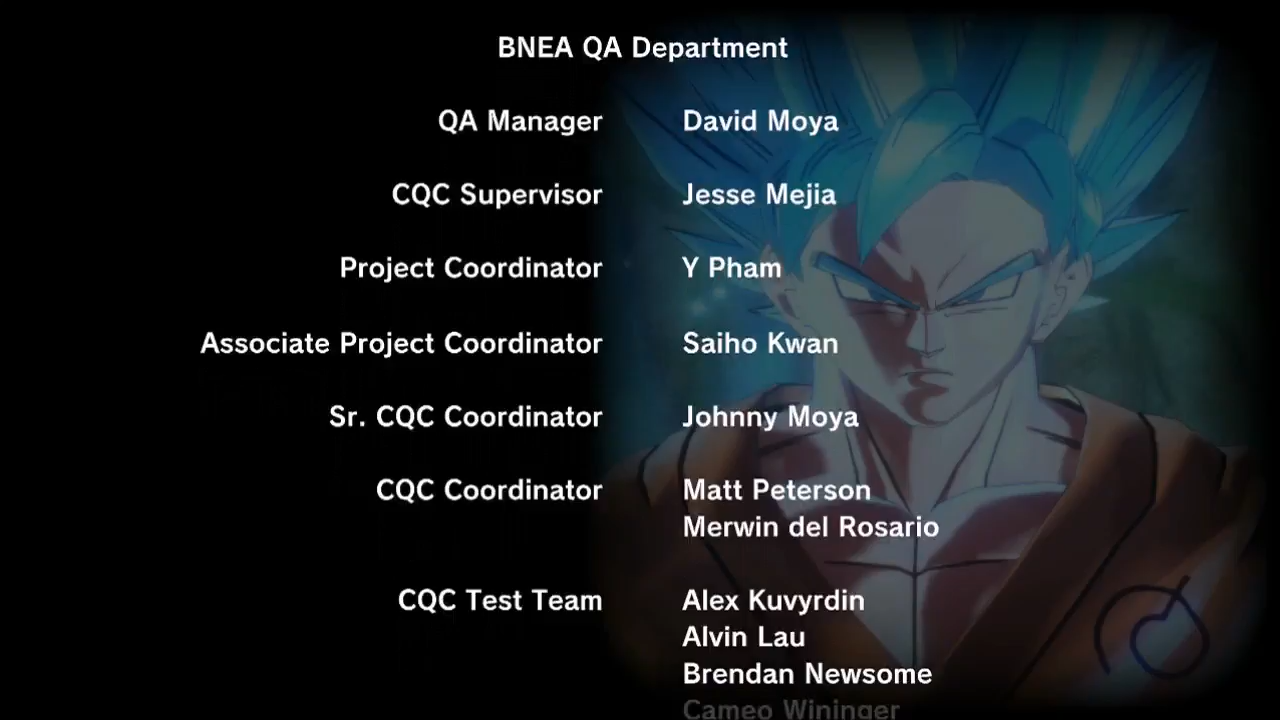 BNEA QA Department
QA Manager David Moya
CQC Supervisor Jesse Mejia
Project Coordinator Y Pham
Associate Project Coordinator Saiho Kwan
Sr. CQC Coordinator Johnny Moya
CQC Coordinator Matt Peterson
Merwin del Rosario
CQC Test Team Alex Kuvyrdin
Alvin Lau
Brendan Newsome
Cameo Wininger